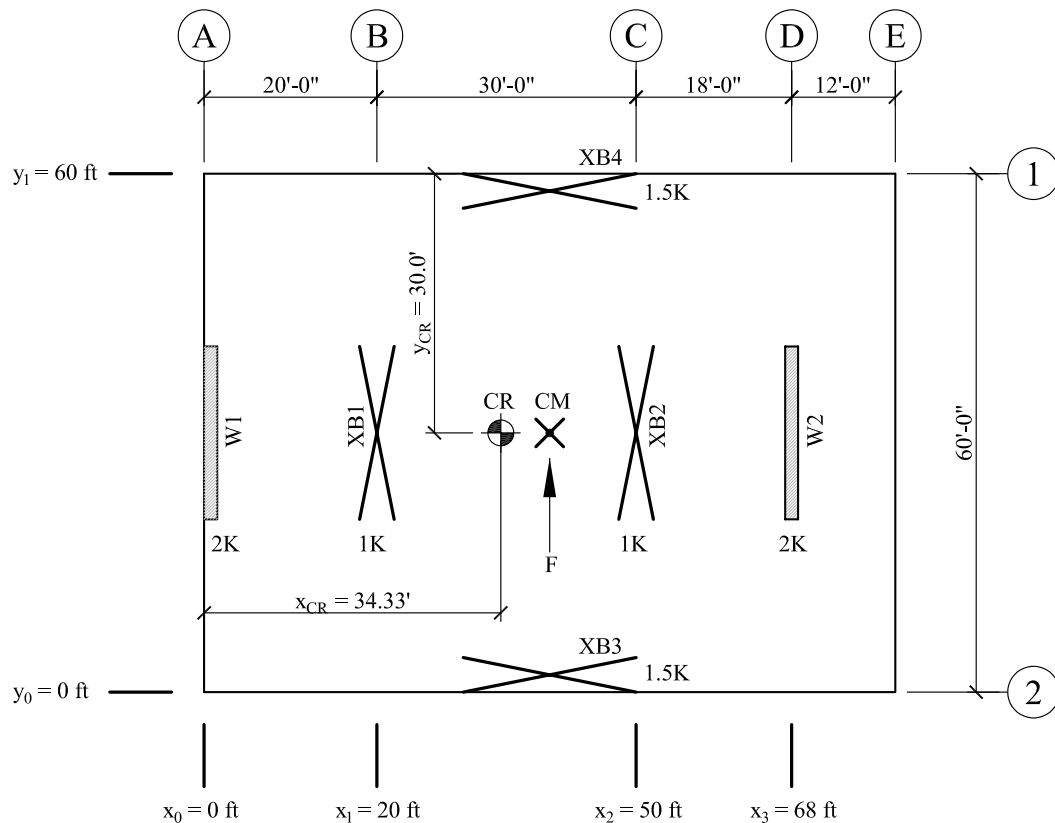 A B C D E
20'-0" 30'-0" 18'-0" 12'-0"
XB4
y₁ = 60 ft
1
1.5K
y_CR = 30.0'
CR CM
W1
XB1
XB2
W2
60'-0"
2K 1K 1K 2K
F
x_CR = 34.33'
XB3
1.5K
y₀ = 0 ft
2
x₀ = 0 ft x₁ = 20 ft x₂ = 50 ft x₃ = 68 ft